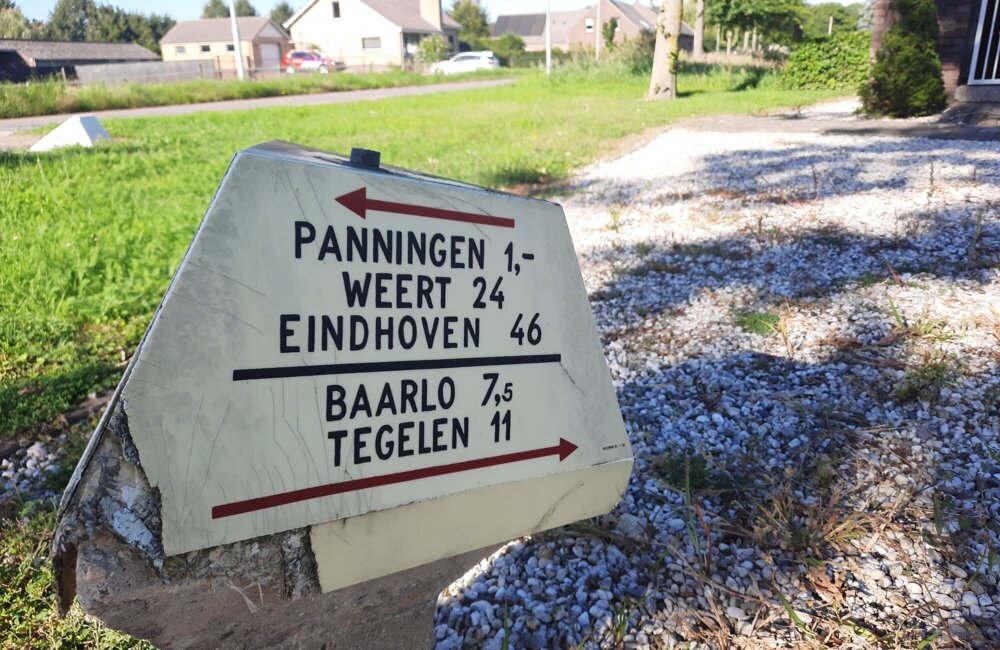 PANNINGEN 1,-
WEERT 24
EINDHOVEN 46
BAARLO 7,5
TEGELEN 11